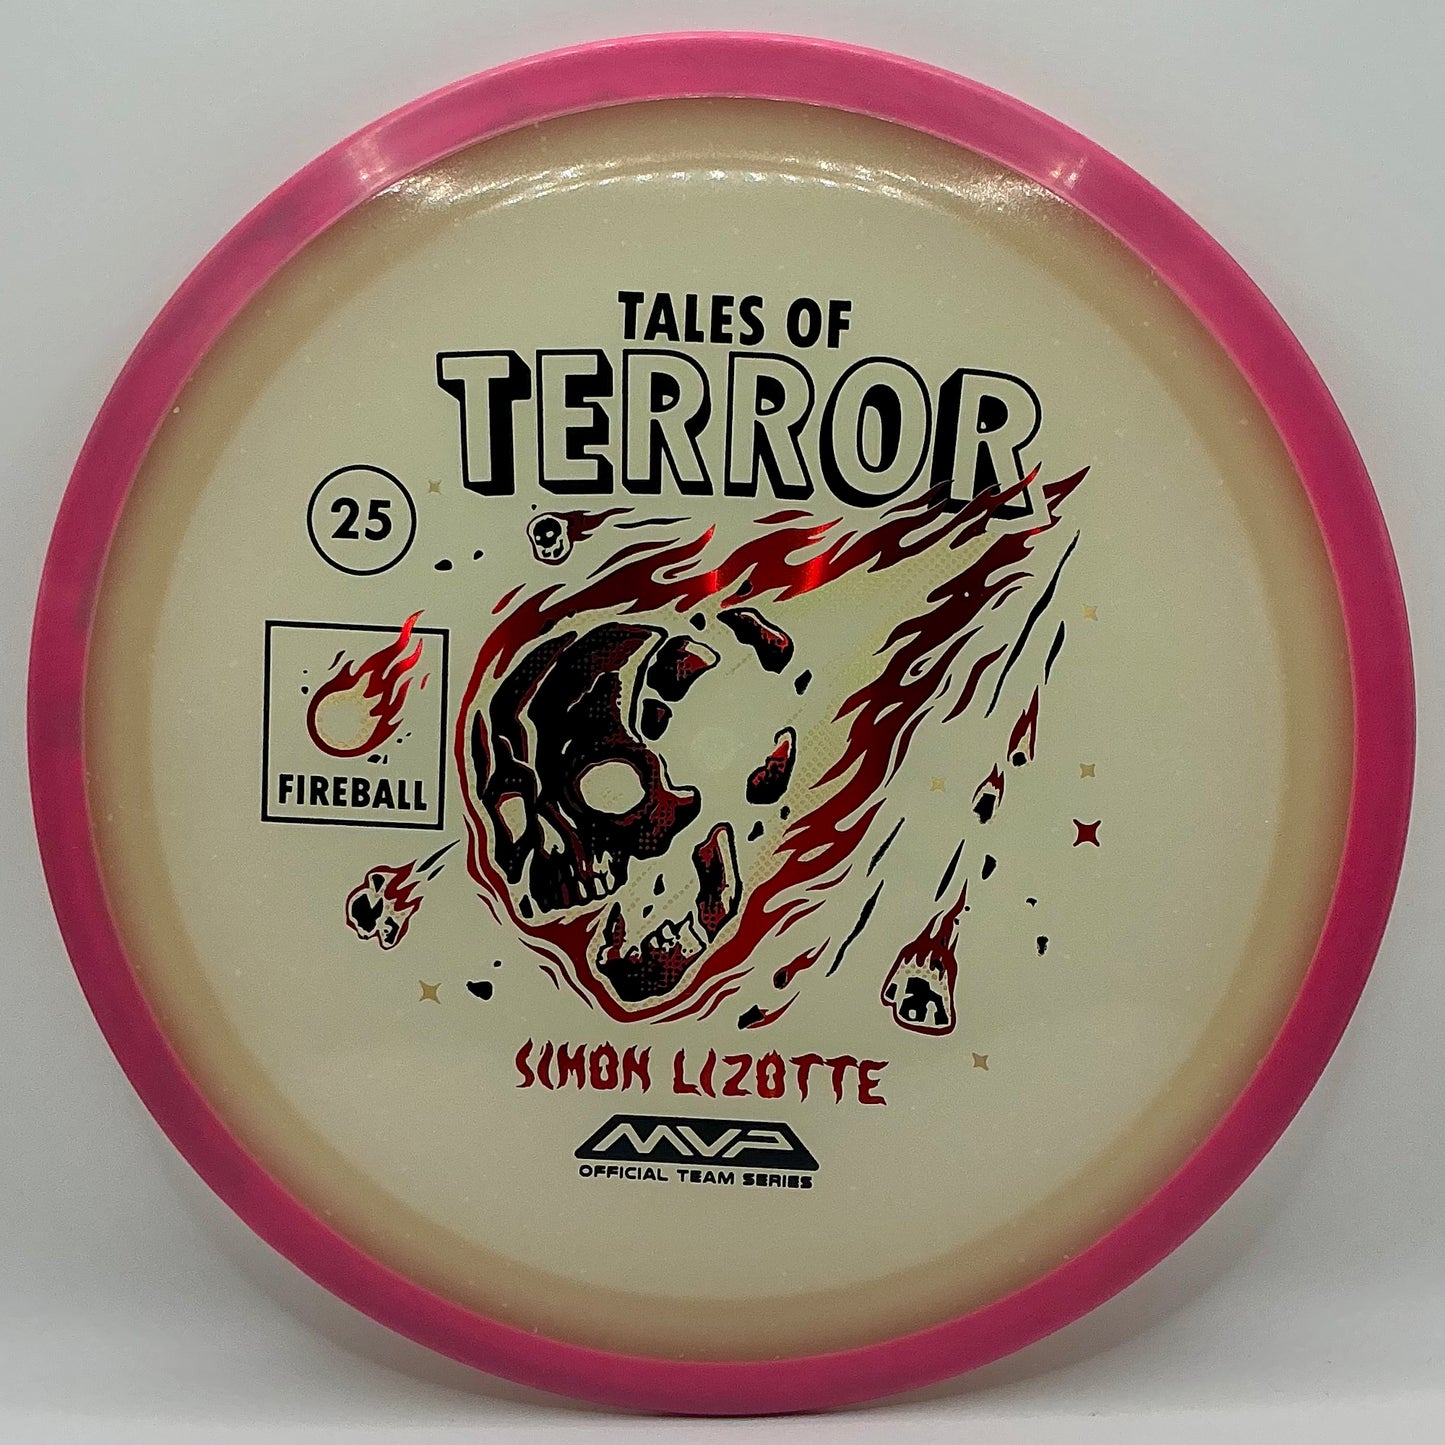 TALES OF
TERROR
25
FIREBALL
SIMON LIZOTTE
MVP
OFFICIAL TEAM SERIES